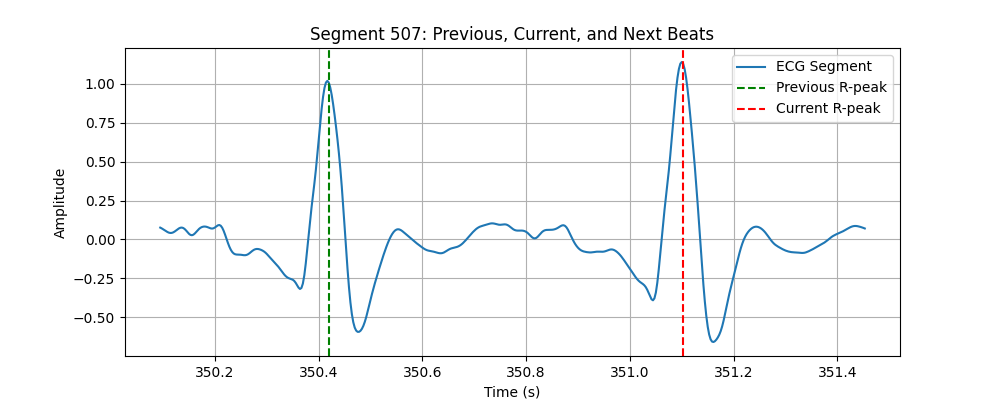 Segment 507: Previous, Current, and Next Beats
ECG Segment
Previous R-peak
Current R-peak
Amplitude
1.00
0.75
0.50
0.25
0.00
−0.25
−0.50
350.2 350.4 350.6 350.8 351.0 351.2 351.4
Time (s)